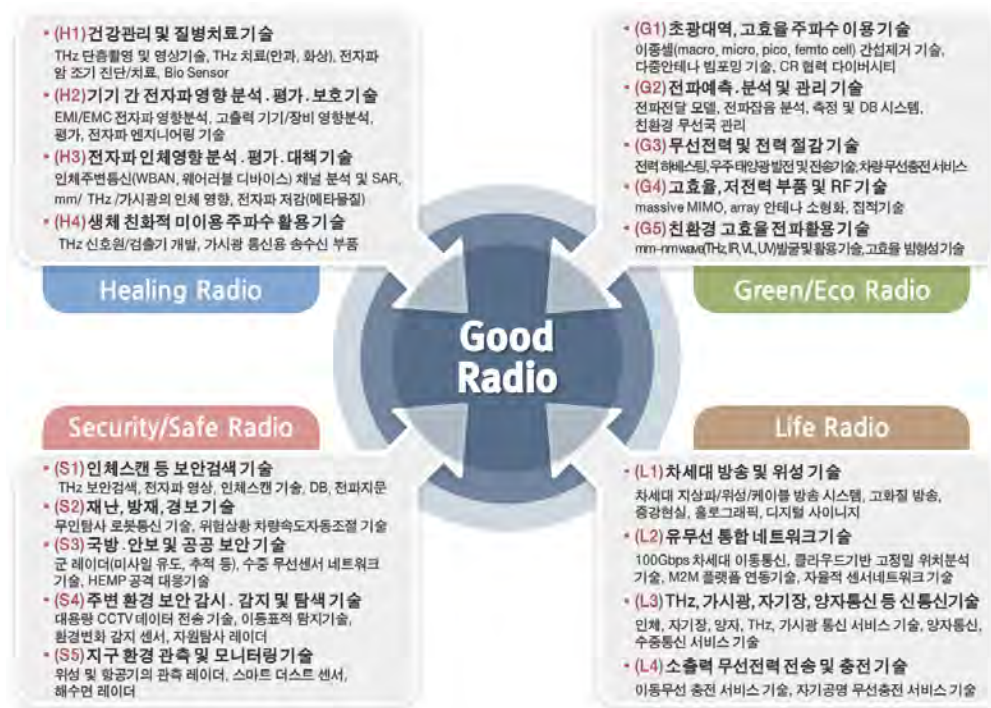 • (H1) 건강관리 및 질병치료 기술
THz 단층촬영 및 영상기술, THz 치료(안과, 화상), 전자파
암 조기 진단/치료, Bio Sensor
• (H2) 기기 간 전자파영향 분석 . 평가 . 보호기술
EMI/EMC 전자파 영향분석, 고출력 기기/장비 영향분석,
평가, 전자파 엔지니어링 기술
• (H3) 전자파 인체영향 분석 . 평가 . 대책기술
인체주변통신(WBAN, 웨어러블 디바이스) 채널 분석 및 SAR,
mm/ THz /가시광의 인체 영향, 전자파 저감(메타물질)
• (H4) 생체 친화적 미이용 주파수 활용 기술
THz 신호원/검출기 개발, 가시광 통신용 송수신 부품
Healing Radio
• (G1) 초광대역, 고효율 주파수 이용 기술
이종셀(macro, micro, pico, femto cell) 간섭제거 기술,
다중안테나 빔포밍 기술, CR 협력 다이버시티
• (G2) 전파예측 . 분석 및 관리 기술
전파전달 모델, 전파잡음 분석, 측정 및 DB 시스템,
친환경 무선국 관리
• (G3) 무선전력 및 전력 절감 기술
전력 하베스팅, 우주 태양광 발전 및 전송기술, 차량 무선충전 서비스
• (G4) 고효율, 저전력 부품 및 RF 기술
massive MIMO, array 안테나 소형화, 집적기술
• (G5) 친환경 고효율 전파활용기술
mm-nm wave(THz, IR, VL, UV)발굴 및 활용 기술, 고효율 빔형성 기술
Green/Eco Radio
Good
Radio
Security/Safe Radio
• (S1) 인체스캔 등 보안검색 기술
THz 보안검색, 전자파 영상, 인체스캔 기술, DB, 전파지문
• (S2) 재난, 방재, 경보 기술
무인탐사 로봇통신 기술, 위험상황 차량속도자동조절 기술
• (S3) 국방 . 안보 및 공공 보안 기술
군 레이더(미사일 유도, 추적 등), 수중 무선센서 네트워크
기술, HEMP 공격 대응기술
• (S4) 주변 환경 보안 감시 . 감지 및 탐색 기술
대용량 CCTV 데이터 전송 기술, 이동표적 탐지기술,
환경변화 감지 센서, 자원탐사 레이더
• (S5) 지구 환경 관측 및 모니터링 기술
위성 및 항공기의 관측 레이더, 스마트 더스트 센서,
해수면 레이더
Life Radio
• (L1) 차세대 방송 및 위성 기술
차세대 지상파/위성/케이블 방송 시스템, 고화질 방송,
증강현실, 홀로그래픽, 디지털 사이니지
• (L2) 유무선 통합 네트워크 기술
100Gbps 차세대 이동통신, 클라우드기반 고정밀 위치분석
기술, M2M 플랫폼 연동기술, 자율적 센서네트워크 기술
• (L3) THz, 가시광, 자기장, 양자통신 등 신통신기술
인체, 자기장, 양자, THz, 가시광 통신 서비스 기술, 양자통신,
수중통신 서비스 기술
• (L4) 소출력 무선전력 전송 및 충전 기술
이동무선 충전 서비스 기술, 자기공명 무선충전 서비스 기술